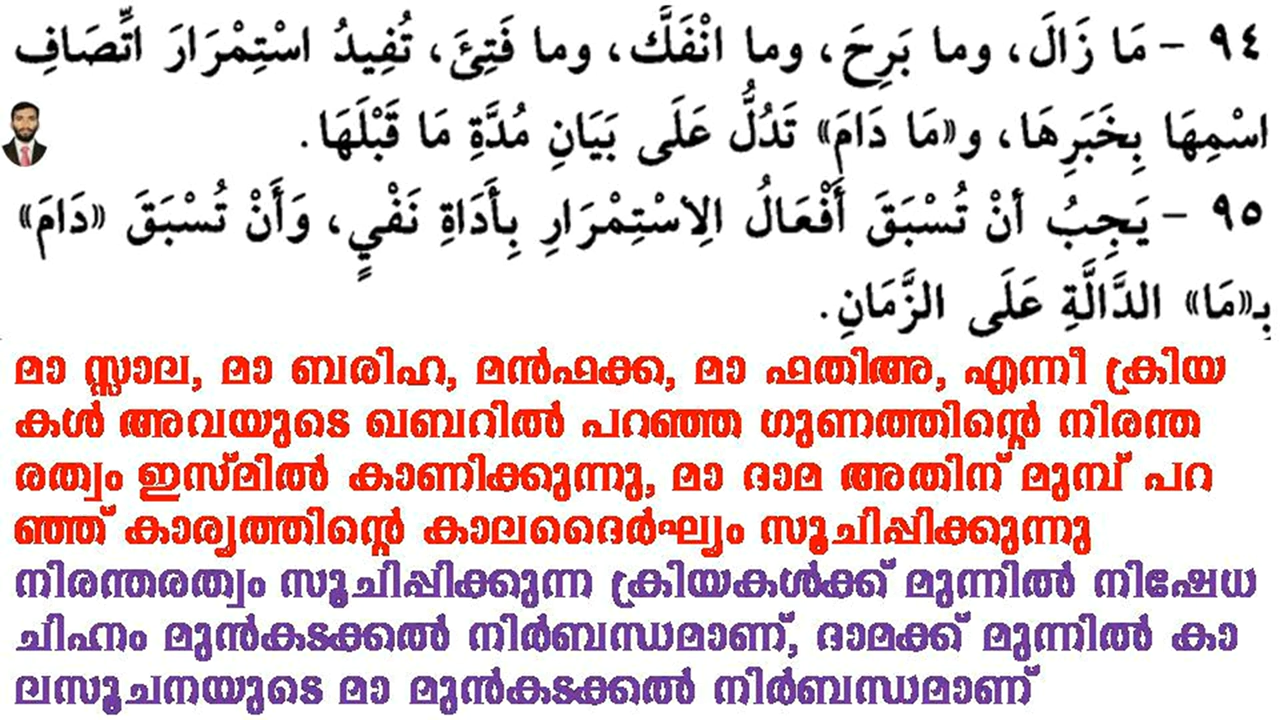 ٩٤ – مَا زَالَ، وما بَرِحَ، وما انْفَكَّ، وما فَتِئَ، تُفِيدُ اسْتِمْرَارَ اتِّصَافِ
اسْمِهَا بِخَبَرِهَا، و«مَا دَامَ» تَدُلُّ عَلَى بَيَانِ مُدَّةِ مَا قَبْلَهَا.
٩٥ – يَجِبُ أنْ تُسْبَقَ أَفْعَالُ الِاسْتِمْرَارِ بِأَدَاةِ نَفْيٍ، وَأَنْ تُسْبَقَ «دَامَ»
بِـ«مَا» الدَّالَّةِ عَلَى الزَّمَانِ.
മാ സ്സാല, മാ ബരിഹ, മൻഫക്ക, മാ ഫതിഅ, എന്നീ ക്രിയ
കൾ അവയുടെ ഖബറിൽ പറഞ്ഞ ഗുണത്തിന്റെ നിരന്ത
രത്വം ഇസ്മിൽ കാണിക്കുന്നു, മാ ദാമ അതിന് മുമ്പ് പറ
ഞ്ഞ് കാര്യത്തിന്റെ കാലദൈർഘ്യം സൂചിപ്പിക്കുന്നു
നിരന്തരത്വം സൂചിപ്പിക്കുന്ന ക്രിയകൾക്ക് മുന്നിൽ നിഷേധ
ചിഹ്നം മുൻകടക്കൽ നിർബന്ധമാണ്, ദാമക്ക് മുന്നിൽ കാ
ലസൂചനയുടെ മാ മുൻകടക്കൽ നിർബന്ധമാണ്